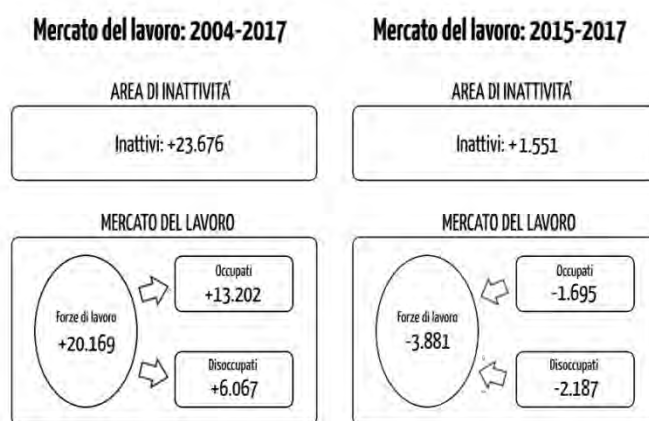 Mercato del lavoro: 2004-2017
AREA DI INATTIVITA'
Inattivi: +23.676
MERCATO DEL LAVORO
Forze di lavoro
+20.169
Occupati
+13.202
Disoccupati
+6.067
Mercato del lavoro: 2015-2017
AREA DI INATTIVITA'
Inattivi: +1.551
MERCATO DEL LAVORO
Forze di lavoro
-3.881
Occupati
-1.695
Disoccupati
-2.187